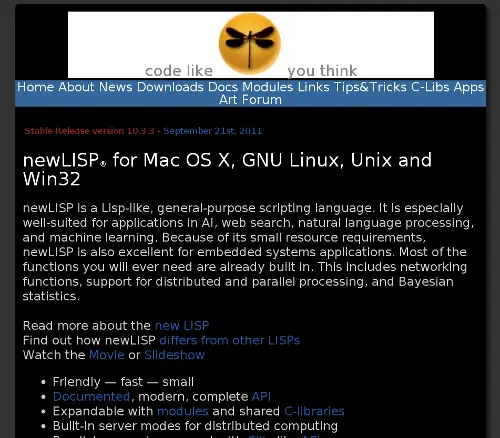 code like you think
Home About News Downloads Docs Modules Links Tips&Tricks C-Libs Apps
Art Forum
Stable Release version 10.3.3 - September 21st, 2011
newLISP® for Mac OS X, GNU Linux, Unix and
Win32
newLISP is a Lisp-like, general-purpose scripting language. It is especially
well-suited for applications in AI, web search, natural language processing,
and machine learning. Because of its small resource requirements,
newLISP is also excellent for embedded systems applications. Most of the
functions you will ever need are already built in. This includes networking
functions, support for distributed and parallel processing, and Bayesian
statistics.
Read more about the new LISP
Find out how newLISP differs from other LISPs
Watch the Movie or Slideshow
• Friendly — fast — small
• Documented, modern, complete API
• Expandable with modules and shared C-libraries
• Built-in server modes for distributed computing